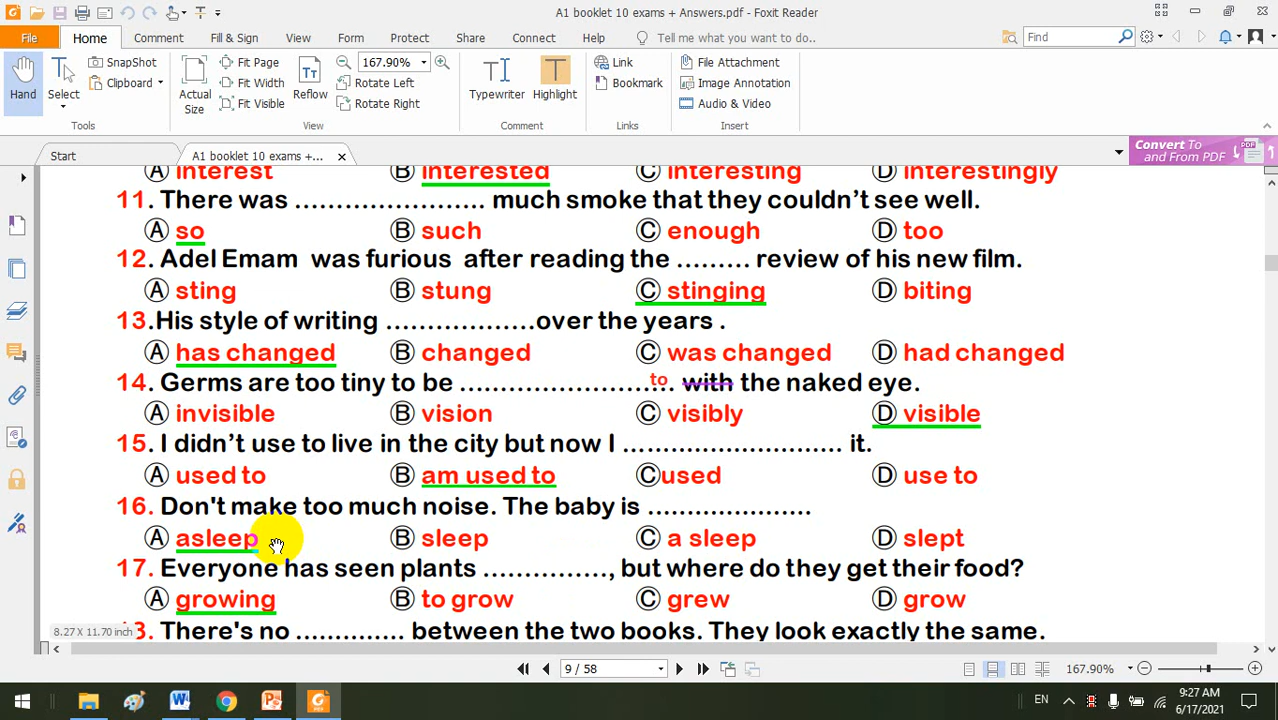 A1 booklet 10 exams + Answers.pdf - Foxit Reader
File Home Comment Fill & Sign View Form Protect Share Connect Help Tell me what you want to do.. Find
Hand Select SnapShot Clipboard Actual Size Fit Page Fit Width Fit Visible Reflow 167.90% Rotate Left Rotate Right Typewriter Highlight Link Bookmark File Attachment Image Annotation Audio & Video
Tools View Comment Links Insert
Start A1 booklet 10 exams +... Convert To and From PDF PDF
A interest B interested C interesting D interestingly
11. There was ……………………. much smoke that they couldn’t see well.
A so B such C enough D too
12. Adel Emam was furious after reading the ……… review of his new film.
A sting B stung C stinging D biting
13.His style of writing ………………over the years .
A has changed B changed C was changed D had changed
14. Germs are too tiny to be …………………….… to with the naked eye.
A invisible B vision C visibly D visible
15. I didn’t use to live in the city but now I …………………….. it.
A used to B am used to C used D use to
16. Don't make too much noise. The baby is …………………
A asleep B sleep C a sleep D slept
17. Everyone has seen plants ……………, but where do they get their food?
A growing B to grow C grew D grow
8.27 X 11.70 inch
3. There's no ………….. between the two books. They look exactly the same.
9 / 58 167.90%
EN 9:27 AM
6/17/2021